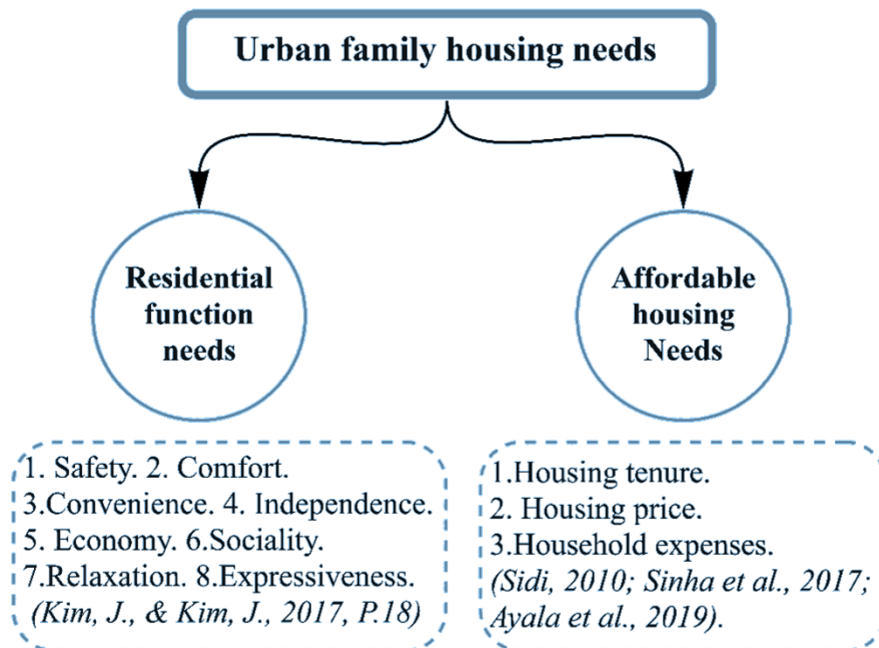 Urban family housing needs
Residential
function
needs
Affordable
housing
Needs
1. Safety. 2. Comfort.
3.Convenience. 4. Independence.
5. Economy. 6.Sociality.
7.Relaxation. 8.Expressiveness.
(Kim, J., & Kim, J., 2017, P.18)
1.Housing tenure.
2. Housing price.
3.Household expenses.
(Sidi, 2010; Sinha et al., 2017;
Ayala et al., 2019).